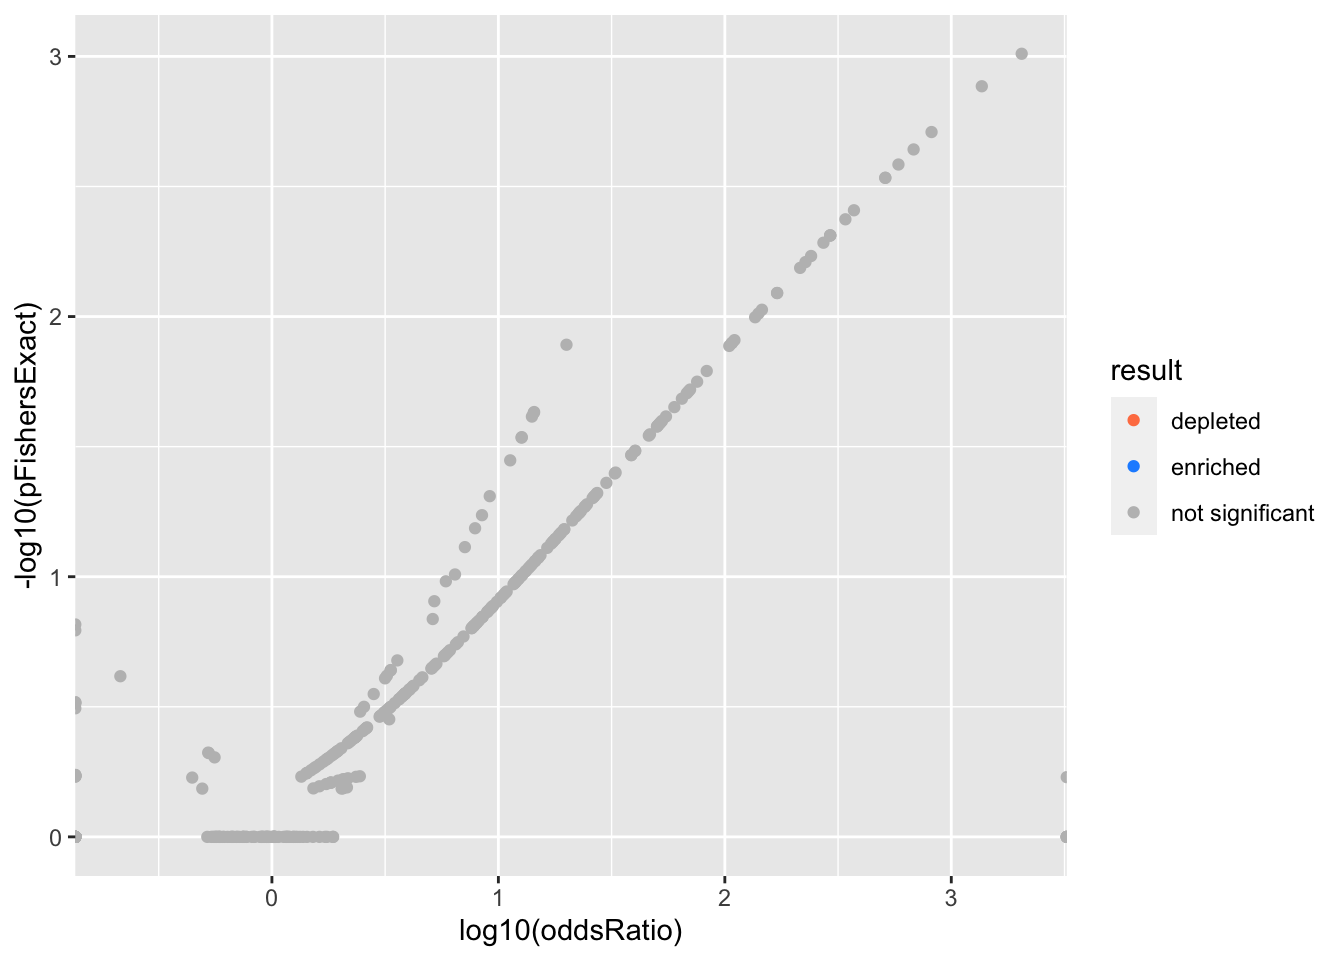 3
2
1
0
-log10(pFishersExact)
0 1 2 3
log10(oddsRatio)
result
depleted
enriched
not significant